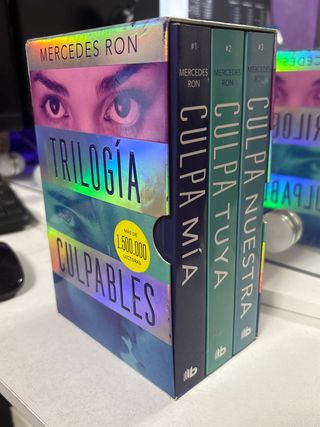 MERCEDES RON
TRILOGÍA
MÁS DE
1.500.000
LECTORAS
CULPABLES
#1
MERCEDES
RON
CULPA MÍA
#2
MERCEDES
RON
CULPA TUYA
#3
MERCEDES
RON
CULPA NUESTRA